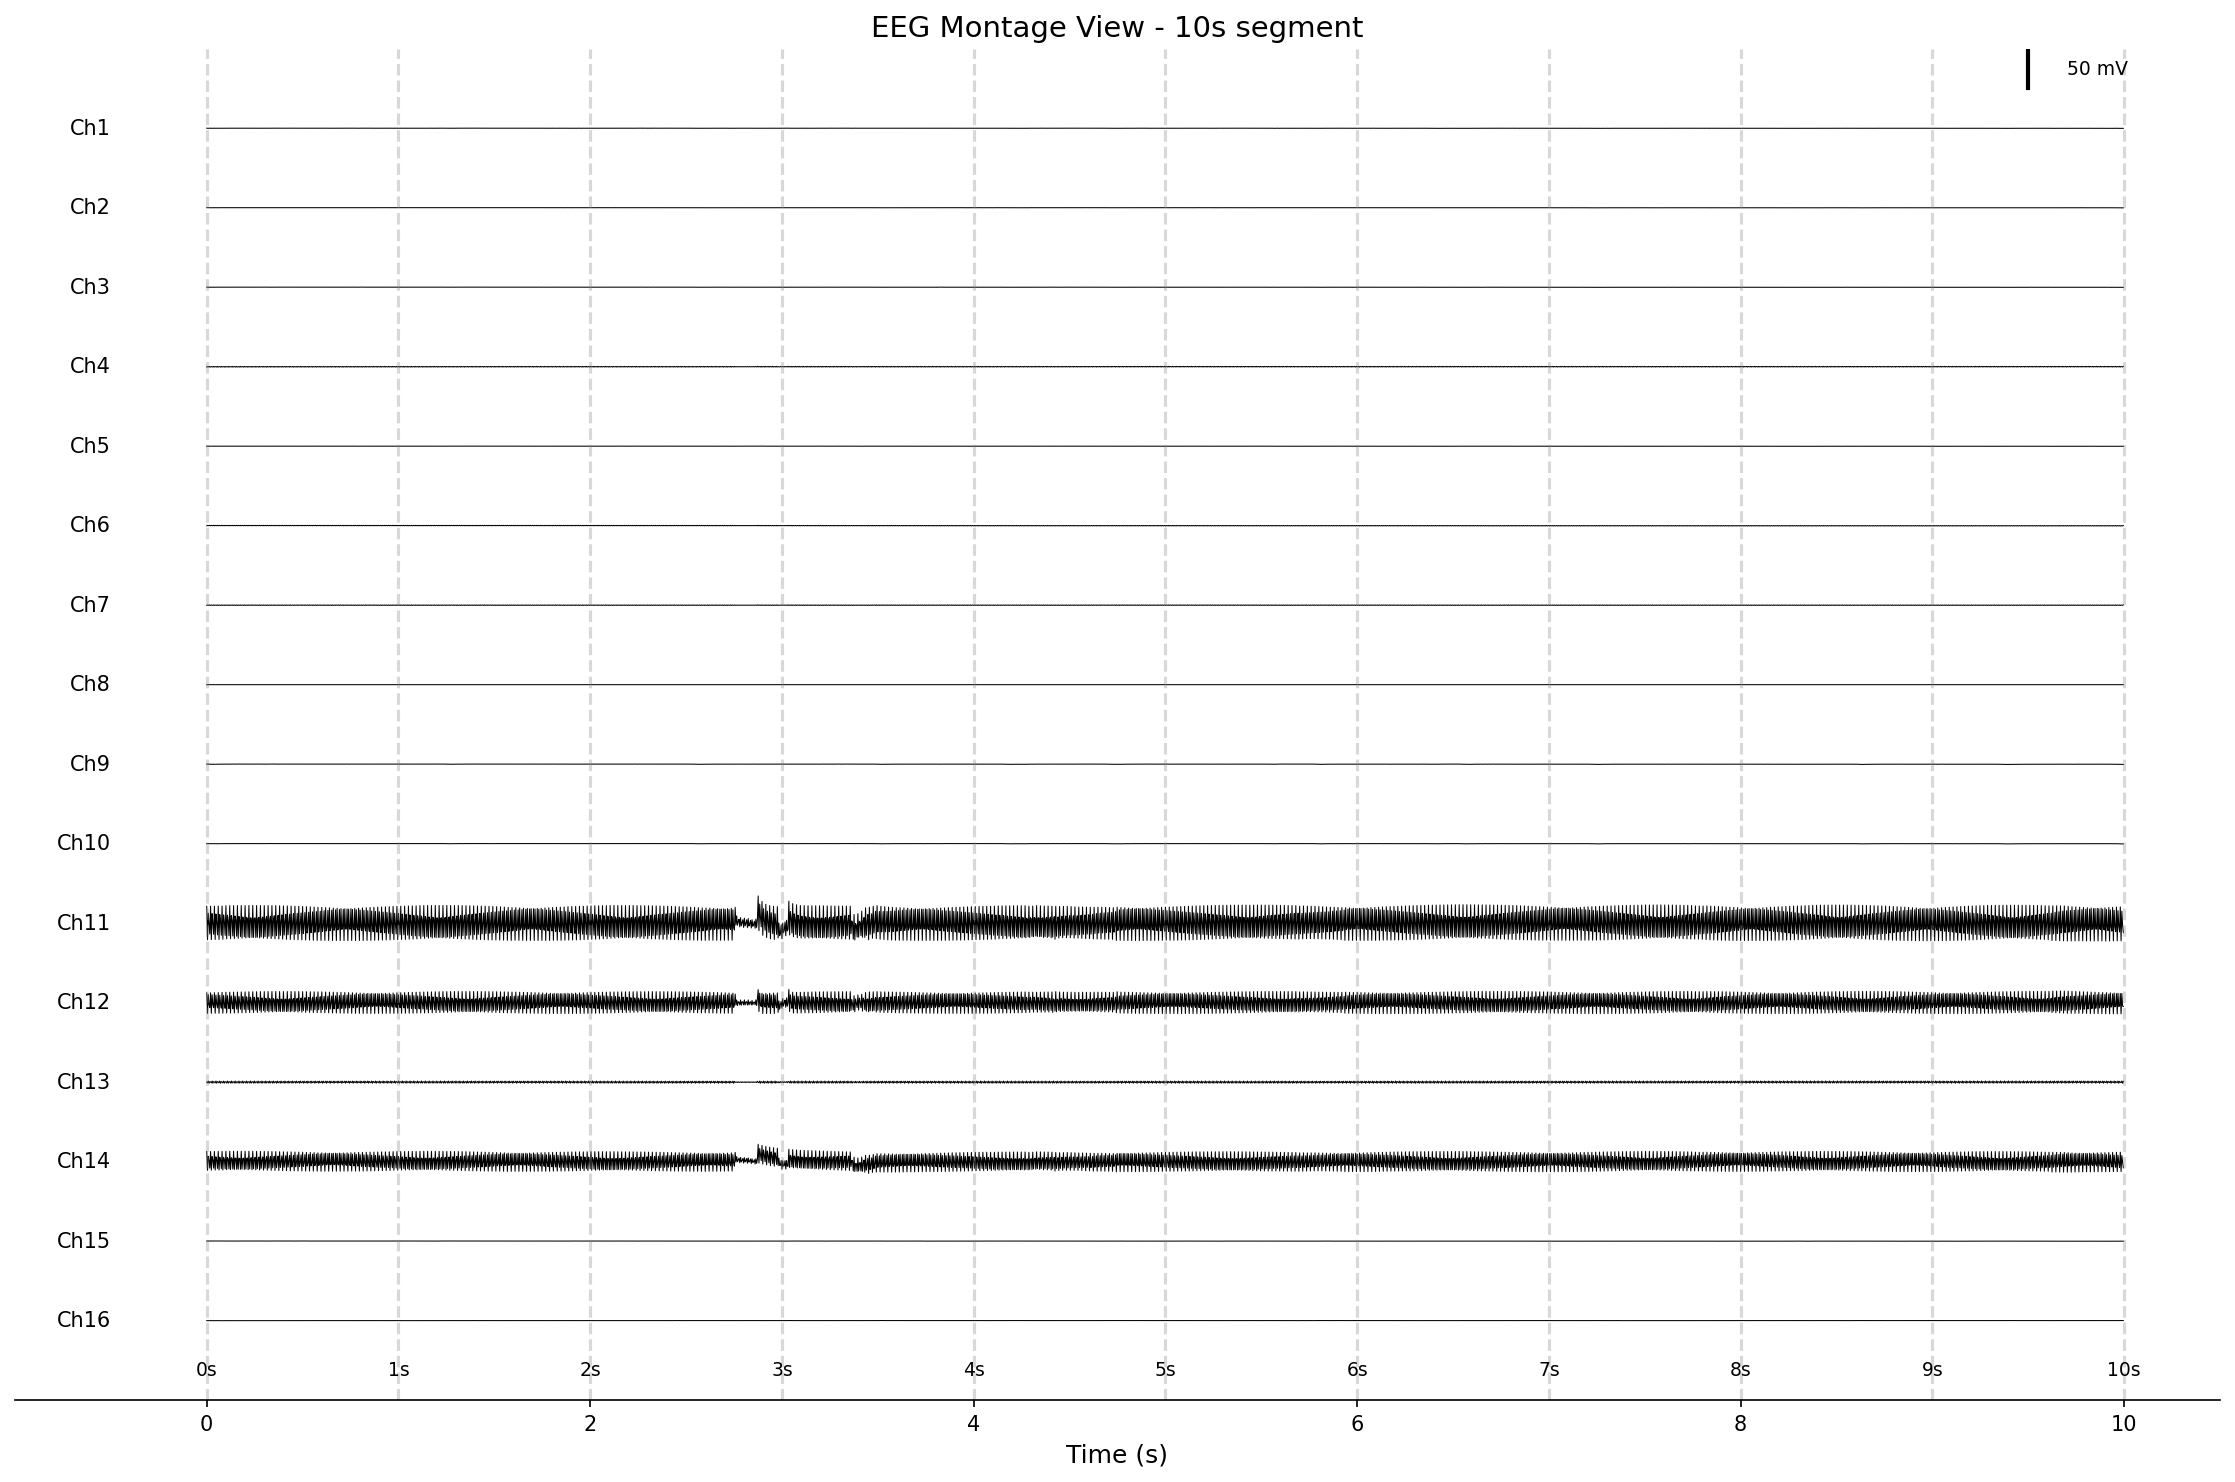 EEG Montage View - 10s segment
50 mV
Ch1
Ch2
Ch3
Ch4
Ch5
Ch6
Ch7
Ch8
Ch9
Ch10
Ch11
Ch12
Ch13
Ch14
Ch15
Ch16
0s 1s 2s 3s 4s 5s 6s 7s 8s 9s 10s
0 2 4 6 8 10
Time (s)